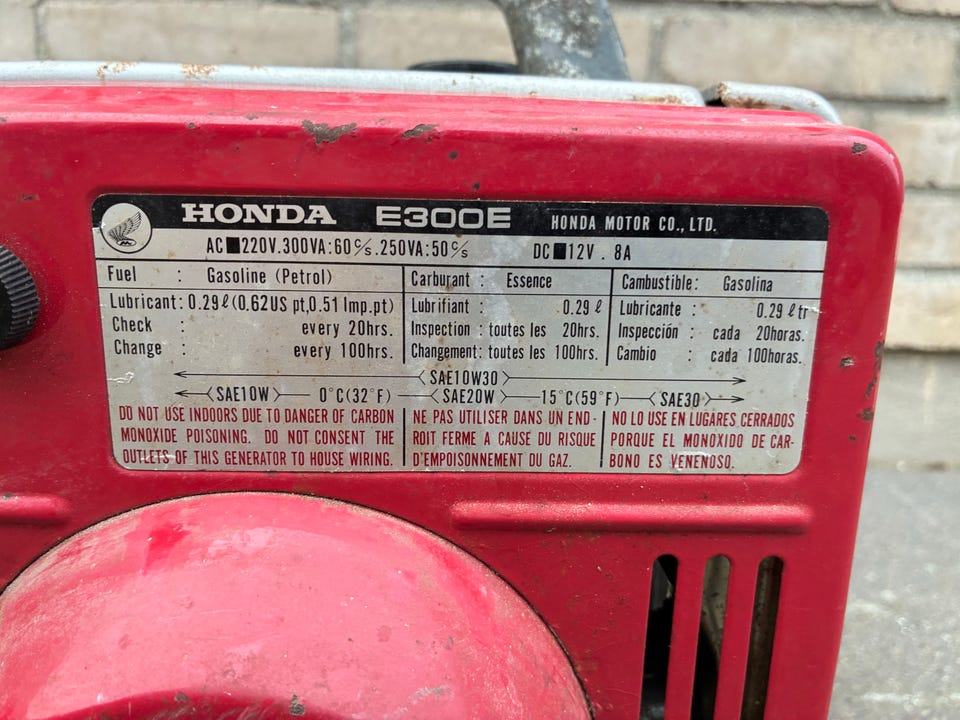 HONDA E300E HONDA MOTOR CO., LTD.
AC■220V.300VA:60c/s.250VA:50c/s DC■12V. 8A
Fuel : Gasoline (Petrol)
Lubricant: 0.29ℓ(0.62US pt,0.51 Imp.pt)
Check : every 20hrs.
Change : every 100hrs.
Carburant : Essence
Lubrifiant : 0.29 ℓ
Inspection : toutes les 20hrs.
Changement: toutes les 100hrs.
Combustible: Gasolina
Lubricante : 0.29 ℓtr
Inspección : cada 20horas.
Cambio : cada 100horas.
SAE10W30
SAE10W 0°C(32°F) SAE20W 15°C(59°F) SAE30
DO NOT USE INDOORS DUE TO DANGER OF CARBON
MONOXIDE POISONING. DO NOT CONSENT THE
OUTLETS OF THIS GENERATOR TO HOUSE WIRING.
NE PAS UTILISER DANS UN END-
ROIT FERME A CAUSE DU RISQUE
D'EMPOISONNEMENT DU GAZ.
NO LO USE EN LUGARES CERRADOS
PORQUE EL MONOXIDO DE CAR-
BONO ES VENENOSO.